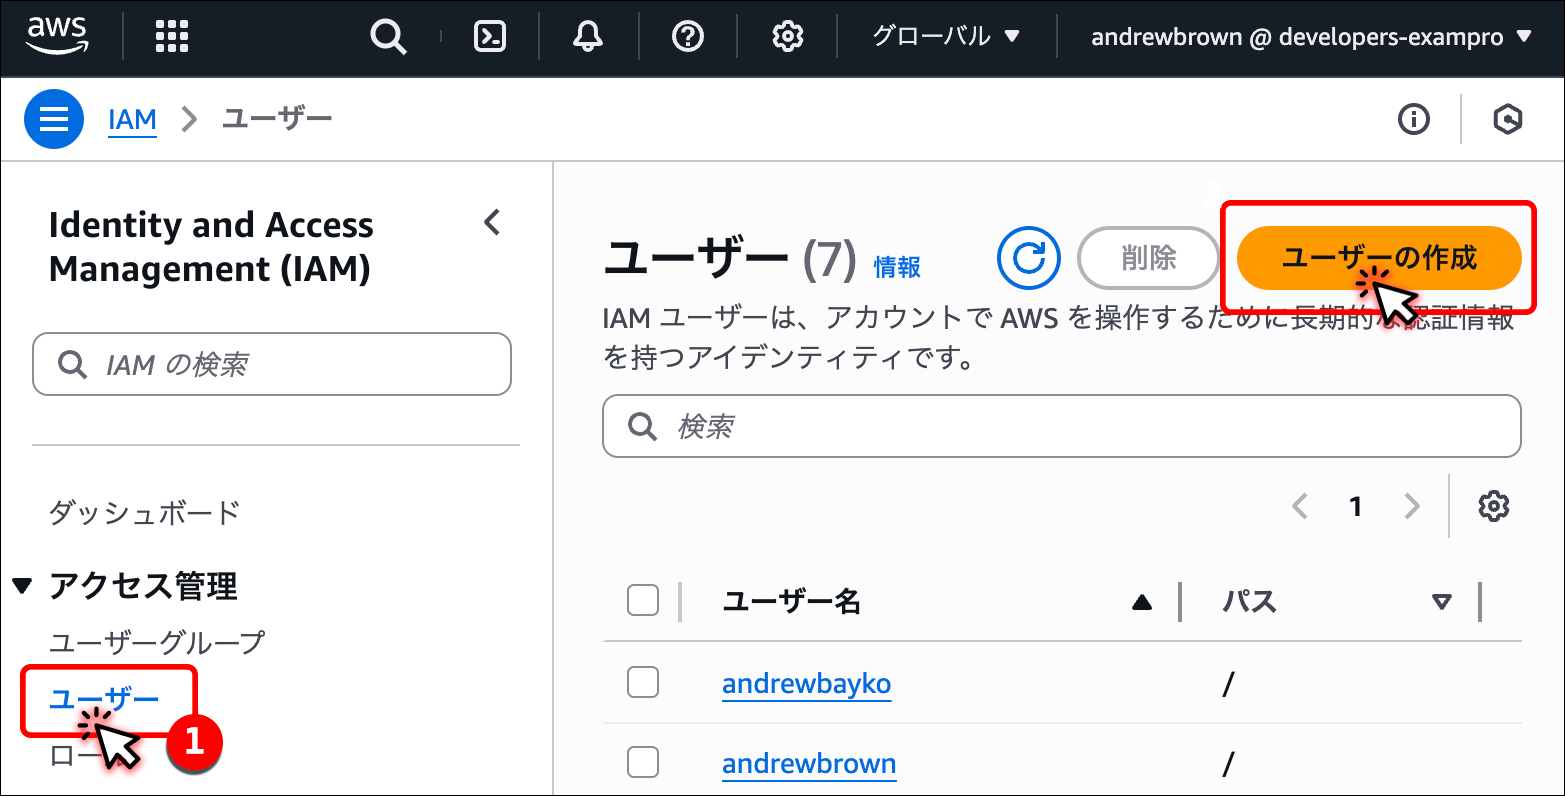 aws
グローバル ▼
andrewbrown @ developers-exampro ▼
IAM > ユーザー
Identity and Access
Management (IAM)
IAM の検索
ダッシュボード
▼ アクセス管理
ユーザーグループ
ユーザー
1
ロール
ユーザー (7) 情報
削除
2
ユーザーの作成
IAM ユーザーは、アカウントで AWS を操作するために長期的な認証情報
を持つアイデンティティです。
検索
< 1 >
ユーザー名 ▲ パス ▽
andrewbayko /
andrewbrown /